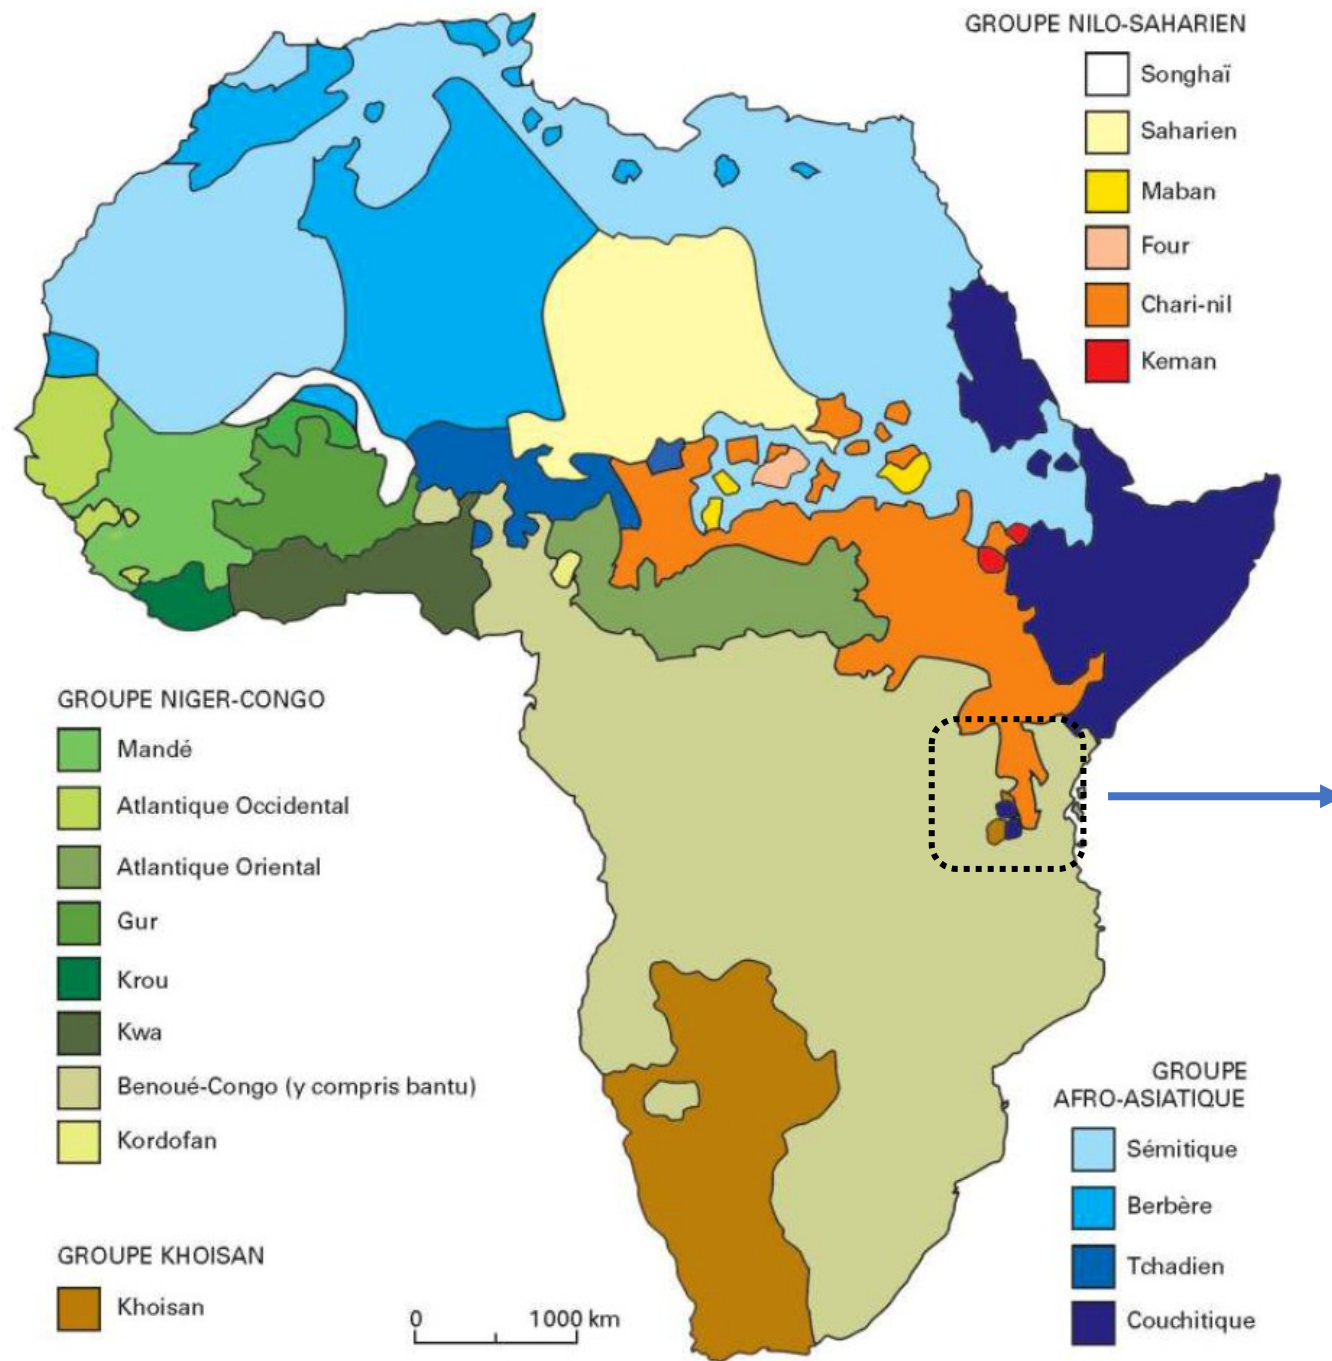 GROUPE NILO-SAHARIEN
Songhaï
Saharien
Maban
Four
Chari-nil
Keman
GROUPE NIGER-CONGO
Mandé
Atlantique Occidental
Atlantique Oriental
Gur
Krou
Kwa
Benoué-Congo (y compris bantu)
Kordofan
GROUPE KHOISAN
Khoisan
0 1000 km
GROUPE
AFRO-ASIATIQUE
Sémitique
Berbère
Tchadien
Couchitique